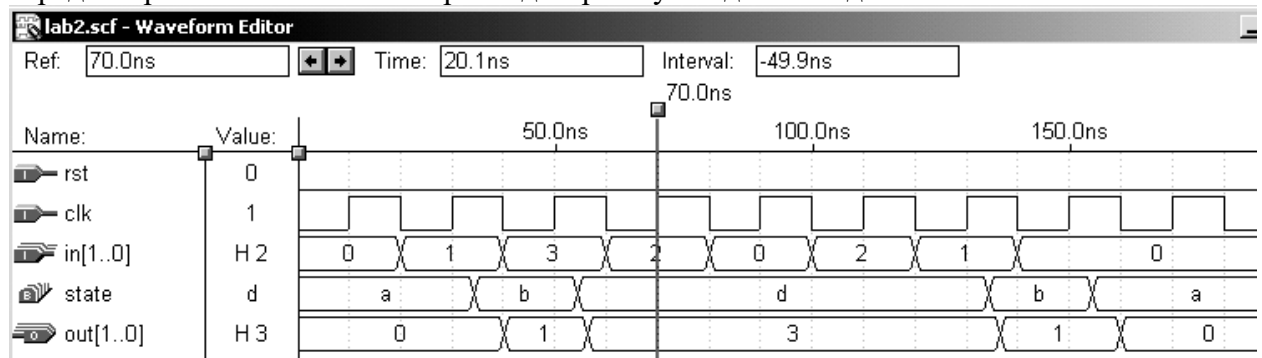 lab2.scf - Waveform Editor
Ref: 70.0ns Time: 20.1ns Interval: -49.9ns
70.0ns
Name: Value: 50.0ns 100.0ns 150.0ns
rst 0
clk 1
in[1..0] H 2 0 1 3 2 0 2 1 0
state d a b d b a
out[1..0] H 3 0 1 3 1 0